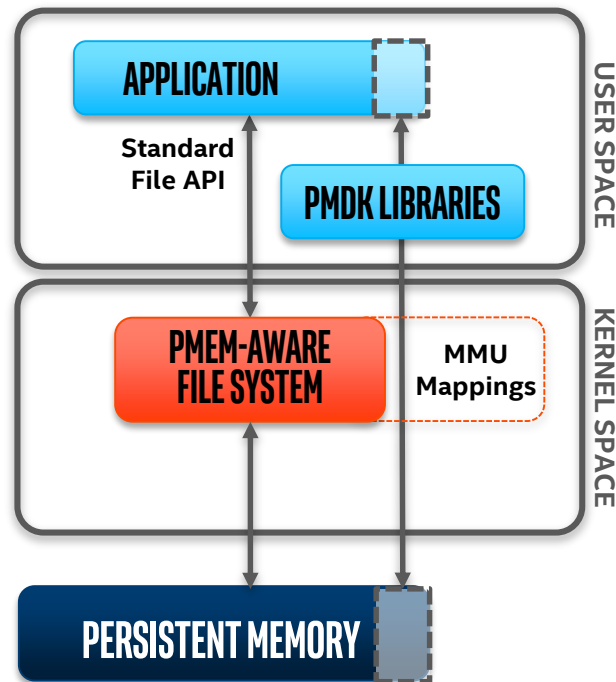 APPLICATION
Standard
File API
PMDK LIBRARIES
USER SPACE
PMEM-AWARE
FILE SYSTEM
MMU
Mappings
KERNEL SPACE
PERSISTENT MEMORY